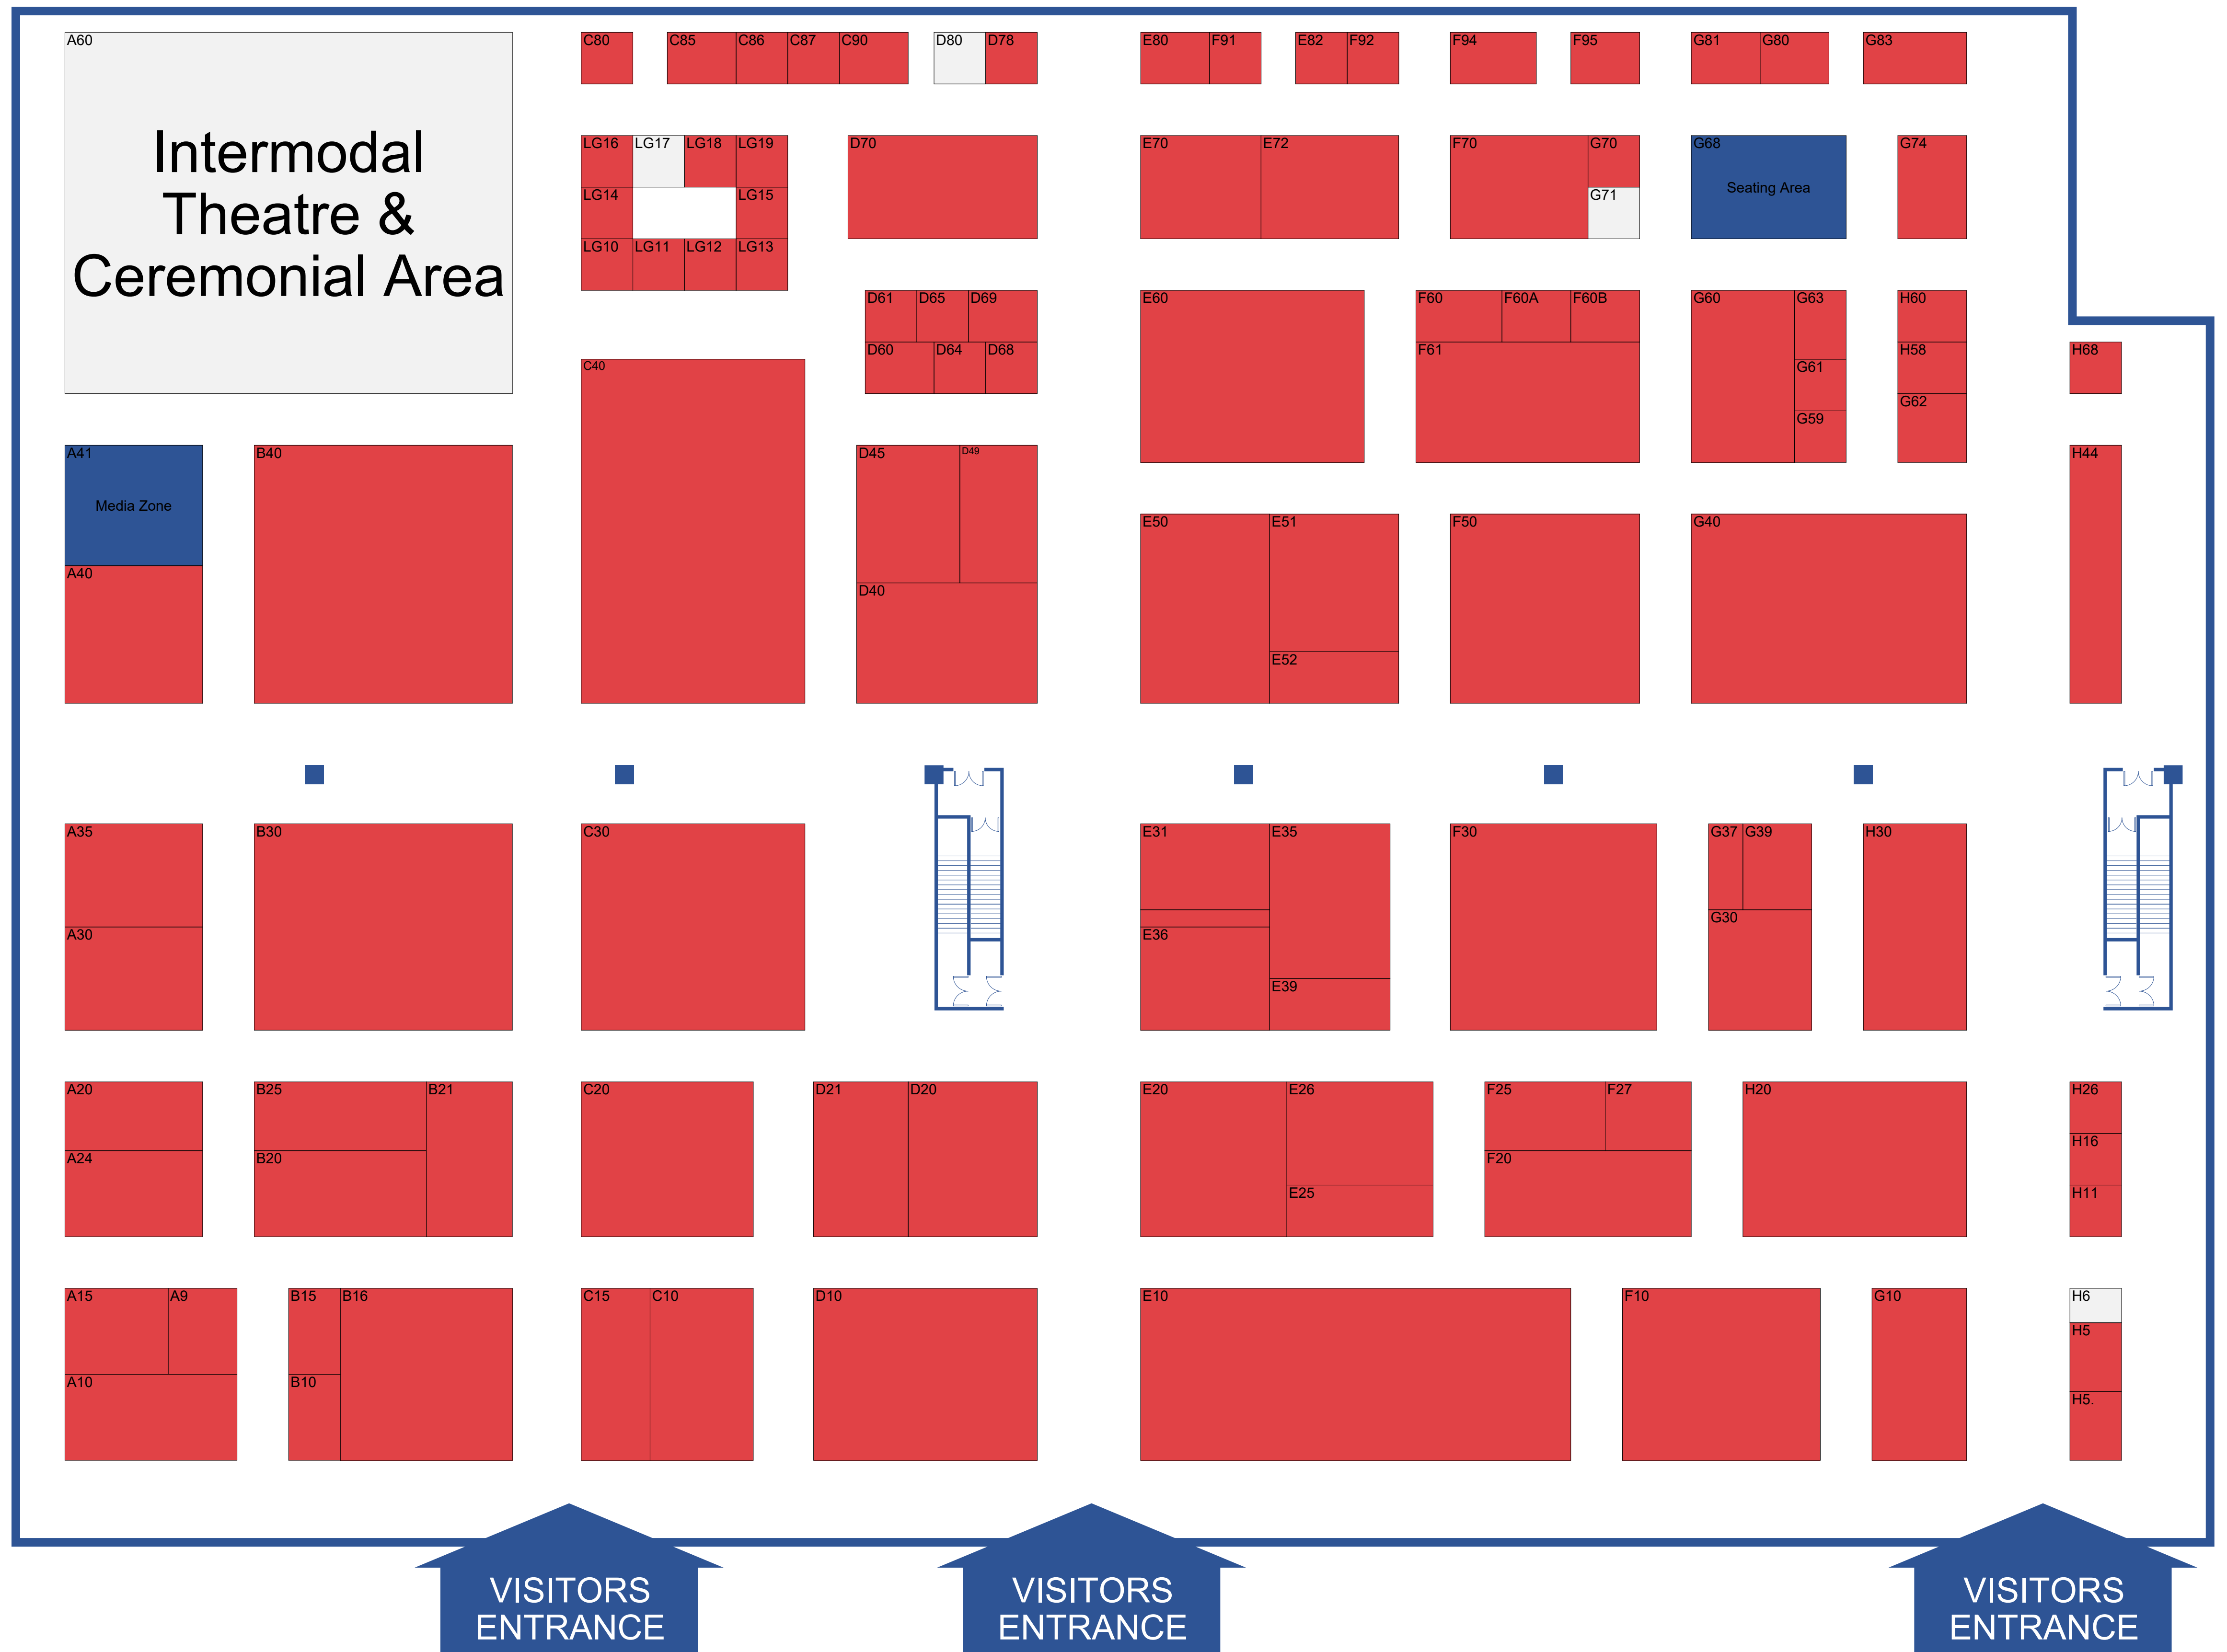 A60
C80
C85
C86
C87
C90
D80
D78
E80
F91
E82
F92
F94
F95
G81
G80
G83
Intermodal
Theatre &
Ceremonial Area
LG16
LG17
LG18
LG19
D70
E70
E72
F70
G70
G68
Seating Area
G74
LG14
LG15
G71
LG10
LG11
LG12
LG13
D61
D65
D69
E60
F60
F60A
F60B
G60
G63
H60
D60
D64
D68
F61
H58
H68
C40
G61
G62
G59
A41
Media Zone
B40
D45
D49
H44
E50
E51
F50
G40
A40
D40
E52
A35
B30
C30
E31
E35
F30
G37
G39
H30
G30
A30
E36
E39
A20
B25
B21
C20
D21
D20
E20
E26
F25
F27
H20
H26
H16
A24
B20
F20
E25
H11
A15
A9
B15
B16
C15
C10
D10
E10
F10
G10
H6
H5
A10
B10
H5.
VISITORS
ENTRANCE
VISITORS
ENTRANCE
VISITORS
ENTRANCE